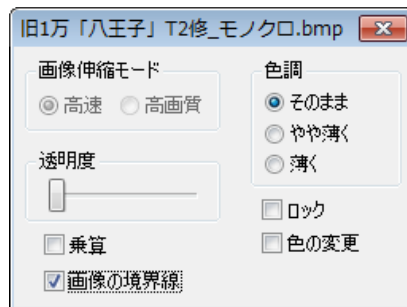 旧1万「八王子」T2修_モノクロ.bmp
画像伸縮モード
高速 高画質
透明度
乗算
画像の境界線
色調
そのまま
やや薄く
薄く
ロック
色の変更